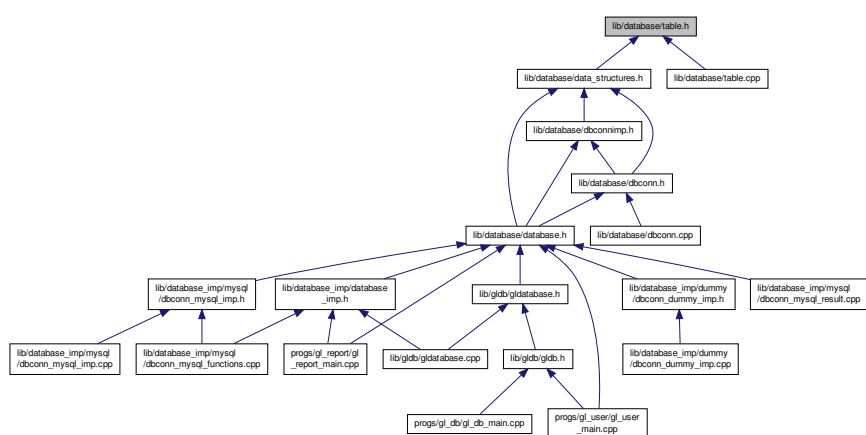 lib/database/table.h
lib/database/data_structures.h
lib/database/table.cpp
lib/database/dbconnimp.h
lib/database/dbconn.h
lib/database/database.h
lib/database/dbconn.cpp
lib/database_imp/mysql
/dbconn_mysql_imp.h
lib/database_imp/database
_imp.h
lib/gldb/gldatabase.h
lib/database_imp/dummy
/dbconn_dummy_imp.h
lib/database_imp/mysql
/dbconn_mysql_result.cpp
lib/database_imp/mysql
/dbconn_mysql_imp.cpp
lib/database_imp/mysql
/dbconn_mysql_functions.cpp
progs/gl_report/gl
_report_main.cpp
lib/gldb/gldatabase.cpp
lib/gldb/gldb.h
lib/database_imp/dummy
/dbconn_dummy_imp.cpp
progs/gl_db/gl_db_main.cpp
progs/gl_user/gl_user
_main.cpp